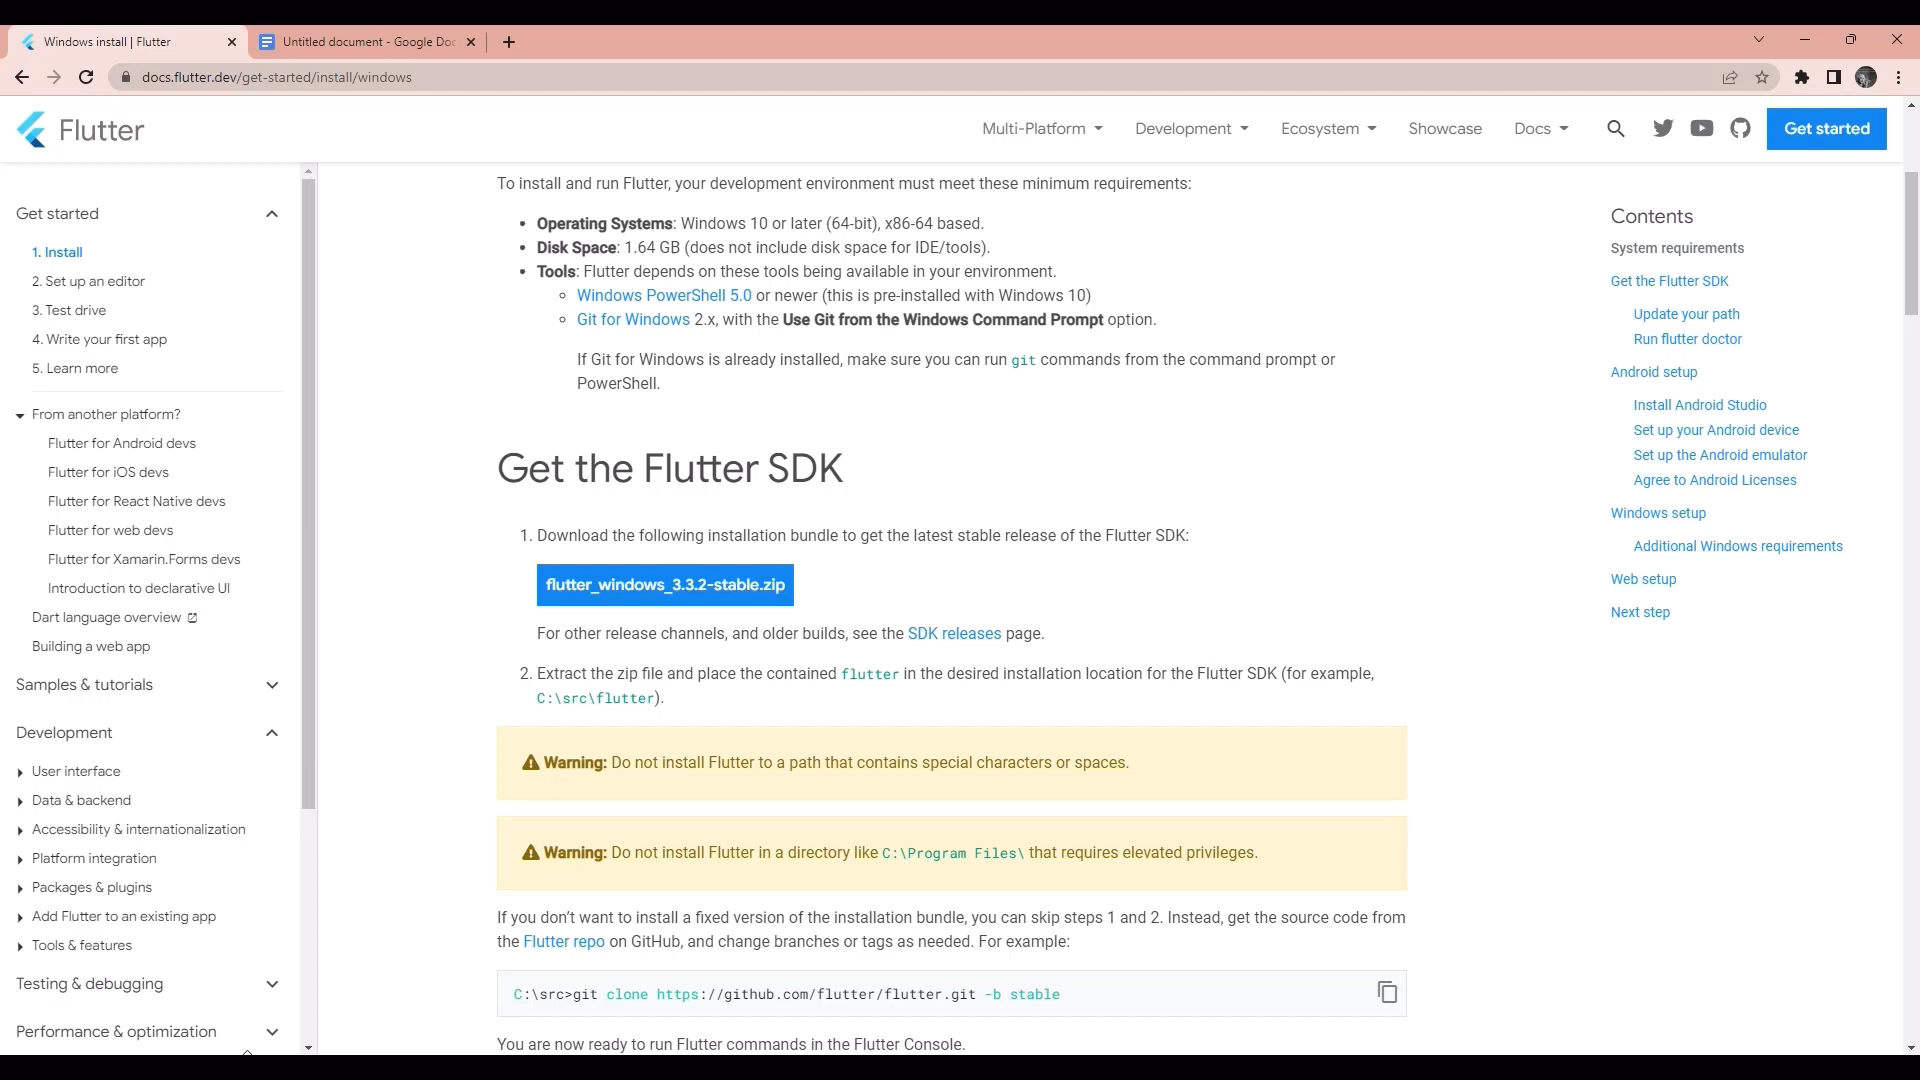 Windows install | Flutter
Untitled document - Google Doc
docs.flutter.dev/get-started/install/windows
Flutter
Multi-Platform
Development
Ecosystem
Showcase
Docs
Get started
Get started
1. Install
2. Set up an editor
3. Test drive
4. Write your first app
5. Learn more
From another platform?
Flutter for Android devs
Flutter for iOS devs
Flutter for React Native devs
Flutter for web devs
Flutter for Xamarin.Forms devs
Introduction to declarative UI
Dart language overview
Building a web app
Samples & tutorials
Development
User interface
Data & backend
Accessibility & internationalization
Platform integration
Packages & plugins
Add Flutter to an existing app
Tools & features
Testing & debugging
Performance & optimization
To install and run Flutter, your development environment must meet these minimum requirements:
• Operating Systems: Windows 10 or later (64-bit), x86-64 based.
• Disk Space: 1.64 GB (does not include disk space for IDE/tools).
• Tools: Flutter depends on these tools being available in your environment.
Windows PowerShell 5.0 or newer (this is pre-installed with Windows 10)
Git for Windows 2.x, with the Use Git from the Windows Command Prompt option.
If Git for Windows is already installed, make sure you can run git commands from the command prompt or
PowerShell.
Get the Flutter SDK
1. Download the following installation bundle to get the latest stable release of the Flutter SDK:
flutter_windows_3.3.2-stable.zip
For other release channels, and older builds, see the SDK releases page.
2. Extract the zip file and place the contained flutter in the desired installation location for the Flutter SDK (for example,
C:\src\flutter).
Warning: Do not install Flutter to a path that contains special characters or spaces.
Warning: Do not install Flutter in a directory like C:\Program Files\ that requires elevated privileges.
If you don’t want to install a fixed version of the installation bundle, you can skip steps 1 and 2. Instead, get the source code from
the Flutter repo on GitHub, and change branches or tags as needed. For example:
C:\src>git clone https://github.com/flutter/flutter.git -b stable
You are now ready to run Flutter commands in the Flutter Console.
Contents
System requirements
Get the Flutter SDK
Update your path
Run flutter doctor
Android setup
Install Android Studio
Set up your Android device
Set up the Android emulator
Agree to Android Licenses
Windows setup
Additional Windows requirements
Web setup
Next step